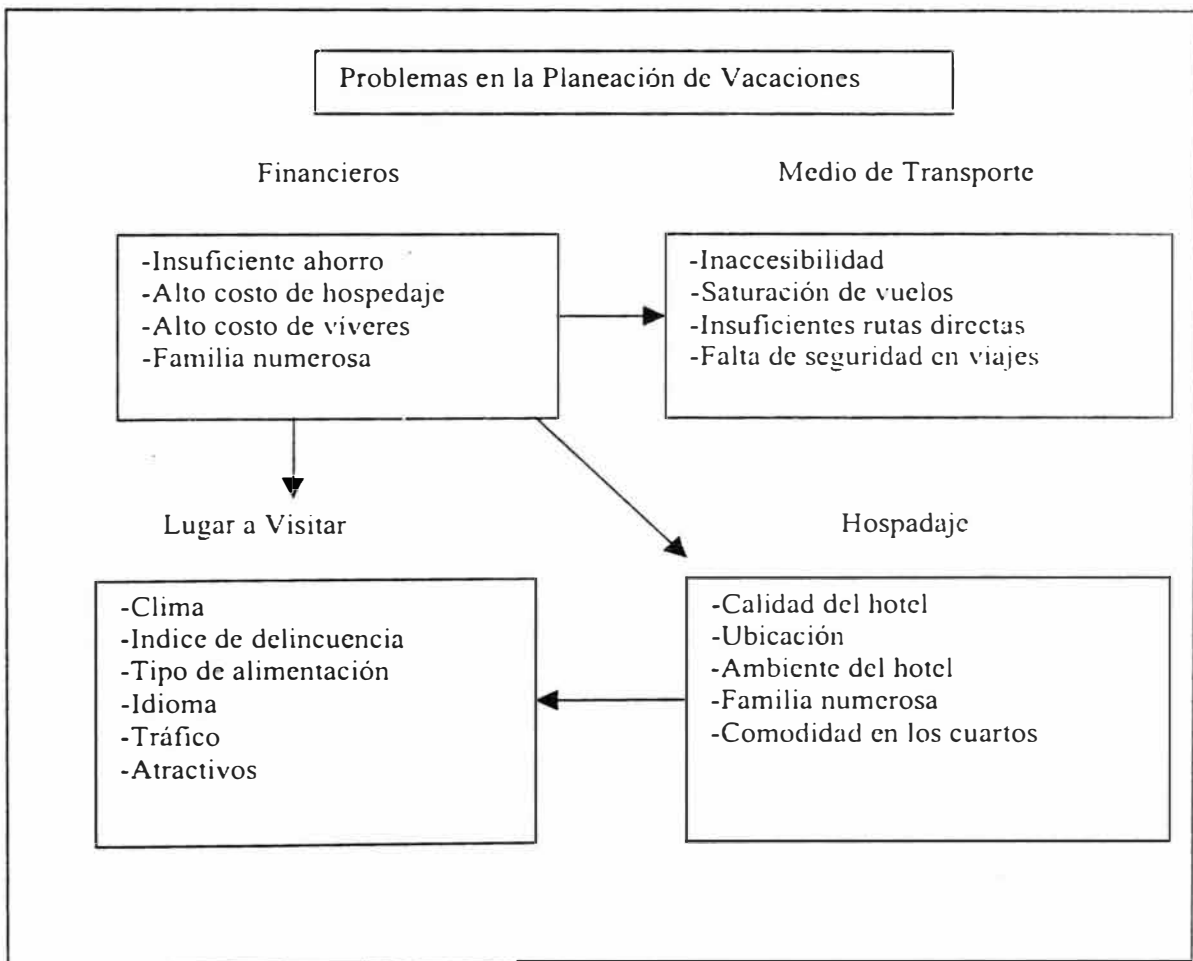 Problemas en la Planeación de Vacaciones
Financieros
-Insuficiente ahorro
-Alto costo de hospedaje
-Alto costo de víveres
-Familia numerosa
Medio de Transporte
-Inaccesibilidad
-Saturación de vuelos
-Insuficientes rutas directas
-Falta de seguridad en viajes
Lugar a Visitar
-Clima
-Indice de delincuencia
-Tipo de alimentación
-Idioma
-Tráfico
-Atractivos
Hospadaje
-Calidad del hotel
-Ubicación
-Ambiente del hotel
-Familia numerosa
-Comodidad en los cuartos